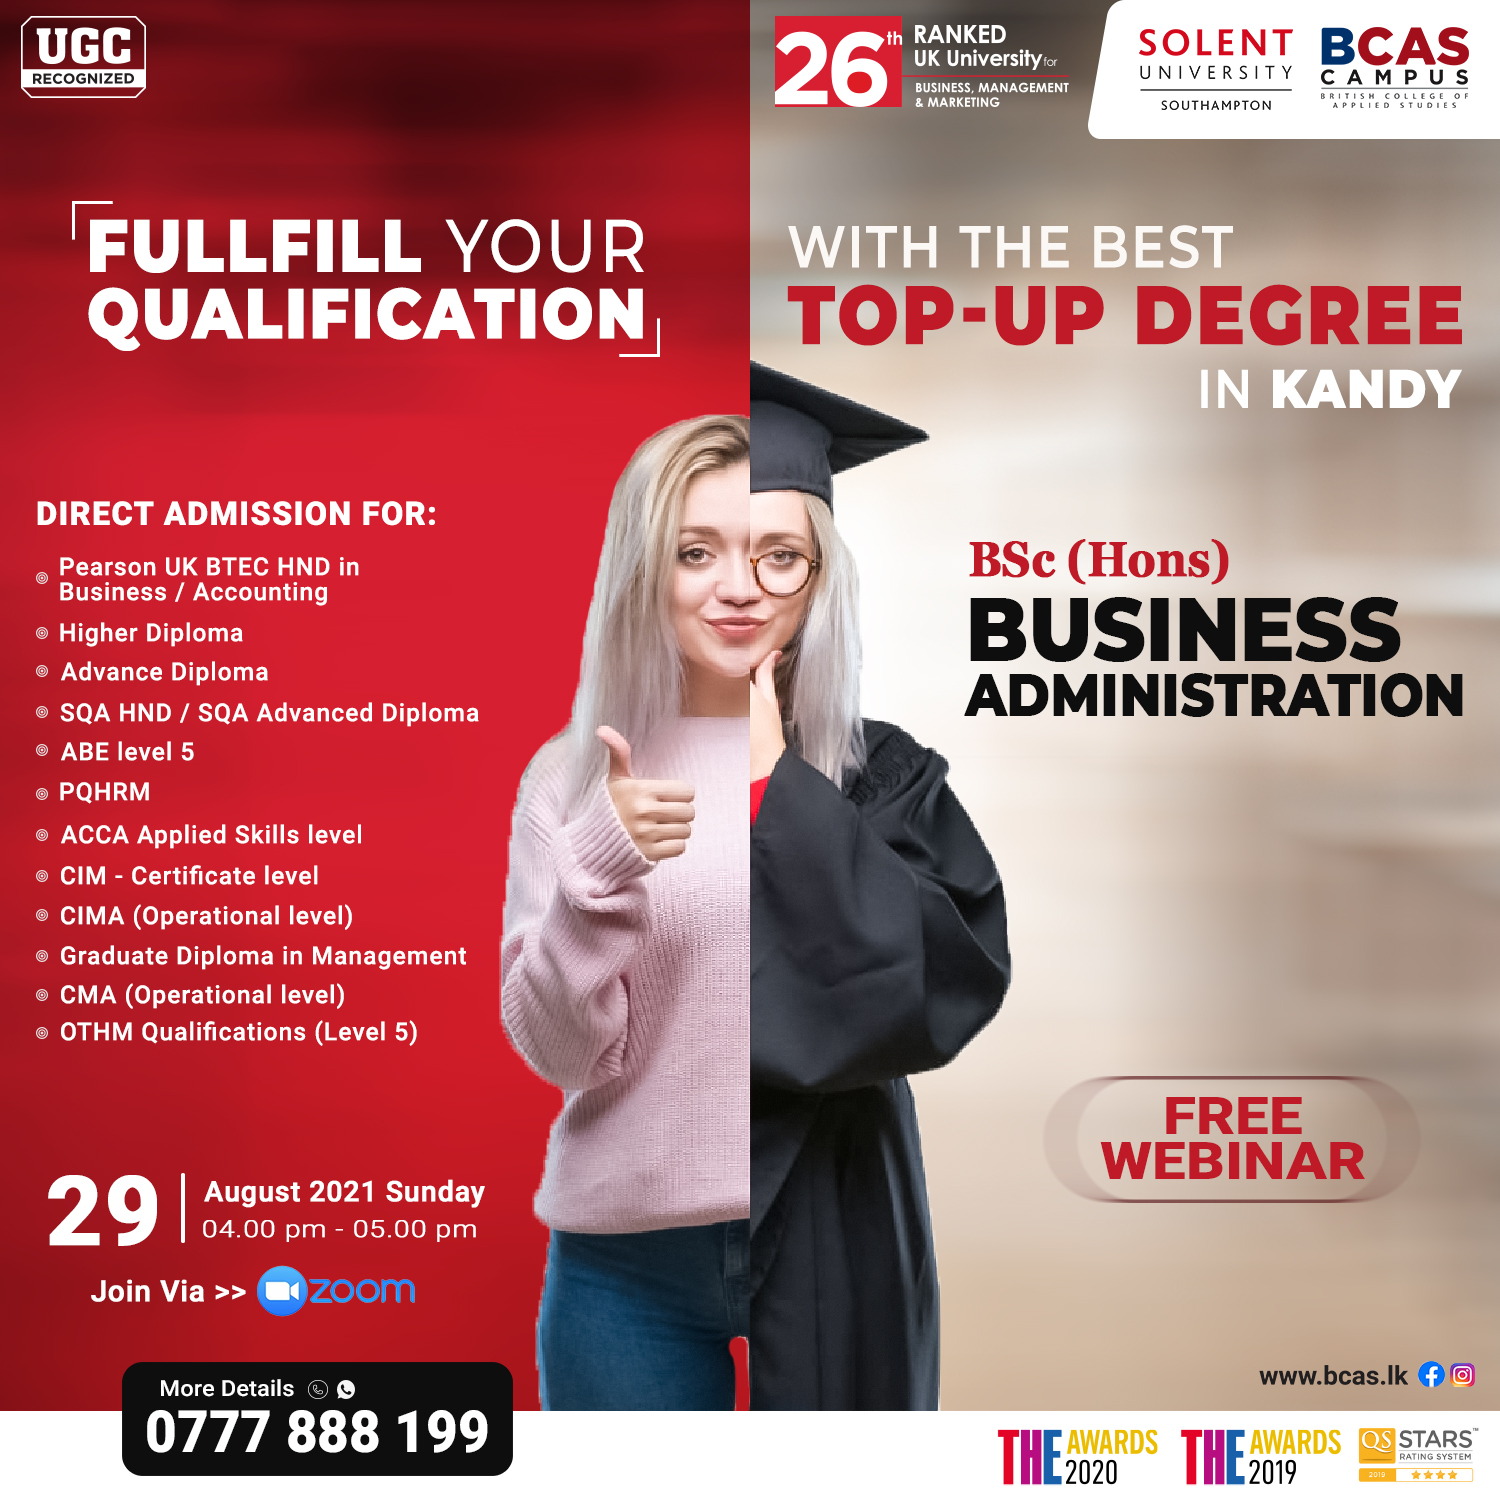 UGC
RECOGNIZED
26th
RANKED
UK University for
BUSINESS, MANAGEMENT
& MARKETING
SOLENT
UNIVERSITY
SOUTHAMPTON
BCAS
CAMPUS
BRITISH COLLEGE OF
APPLIED STUDIES
FULLFILL YOUR
QUALIFICATION
WITH THE BEST
TOP-UP DEGREE
IN KANDY
DIRECT ADMISSION FOR:
Pearson UK BTEC HND in
Business / Accounting
Higher Diploma
Advance Diploma
SQA HND / SQA Advanced Diploma
ABE level 5
PQHRM
ACCA Applied Skills level
CIM - Certificate level
CIMA (Operational level)
Graduate Diploma in Management
CMA (Operational level)
OTHM Qualifications (Level 5)
BSc (Hons)
BUSINESS
ADMINISTRATION
FREE
WEBINAR
29
August 2021 Sunday
04.00 pm - 05.00 pm
Join Via >> zoom
More Details
0777 888 199
www.bcas.lk
THE AWARDS
2020
THE AWARDS
2019
QS STARS™
RATING SYSTEM
2019